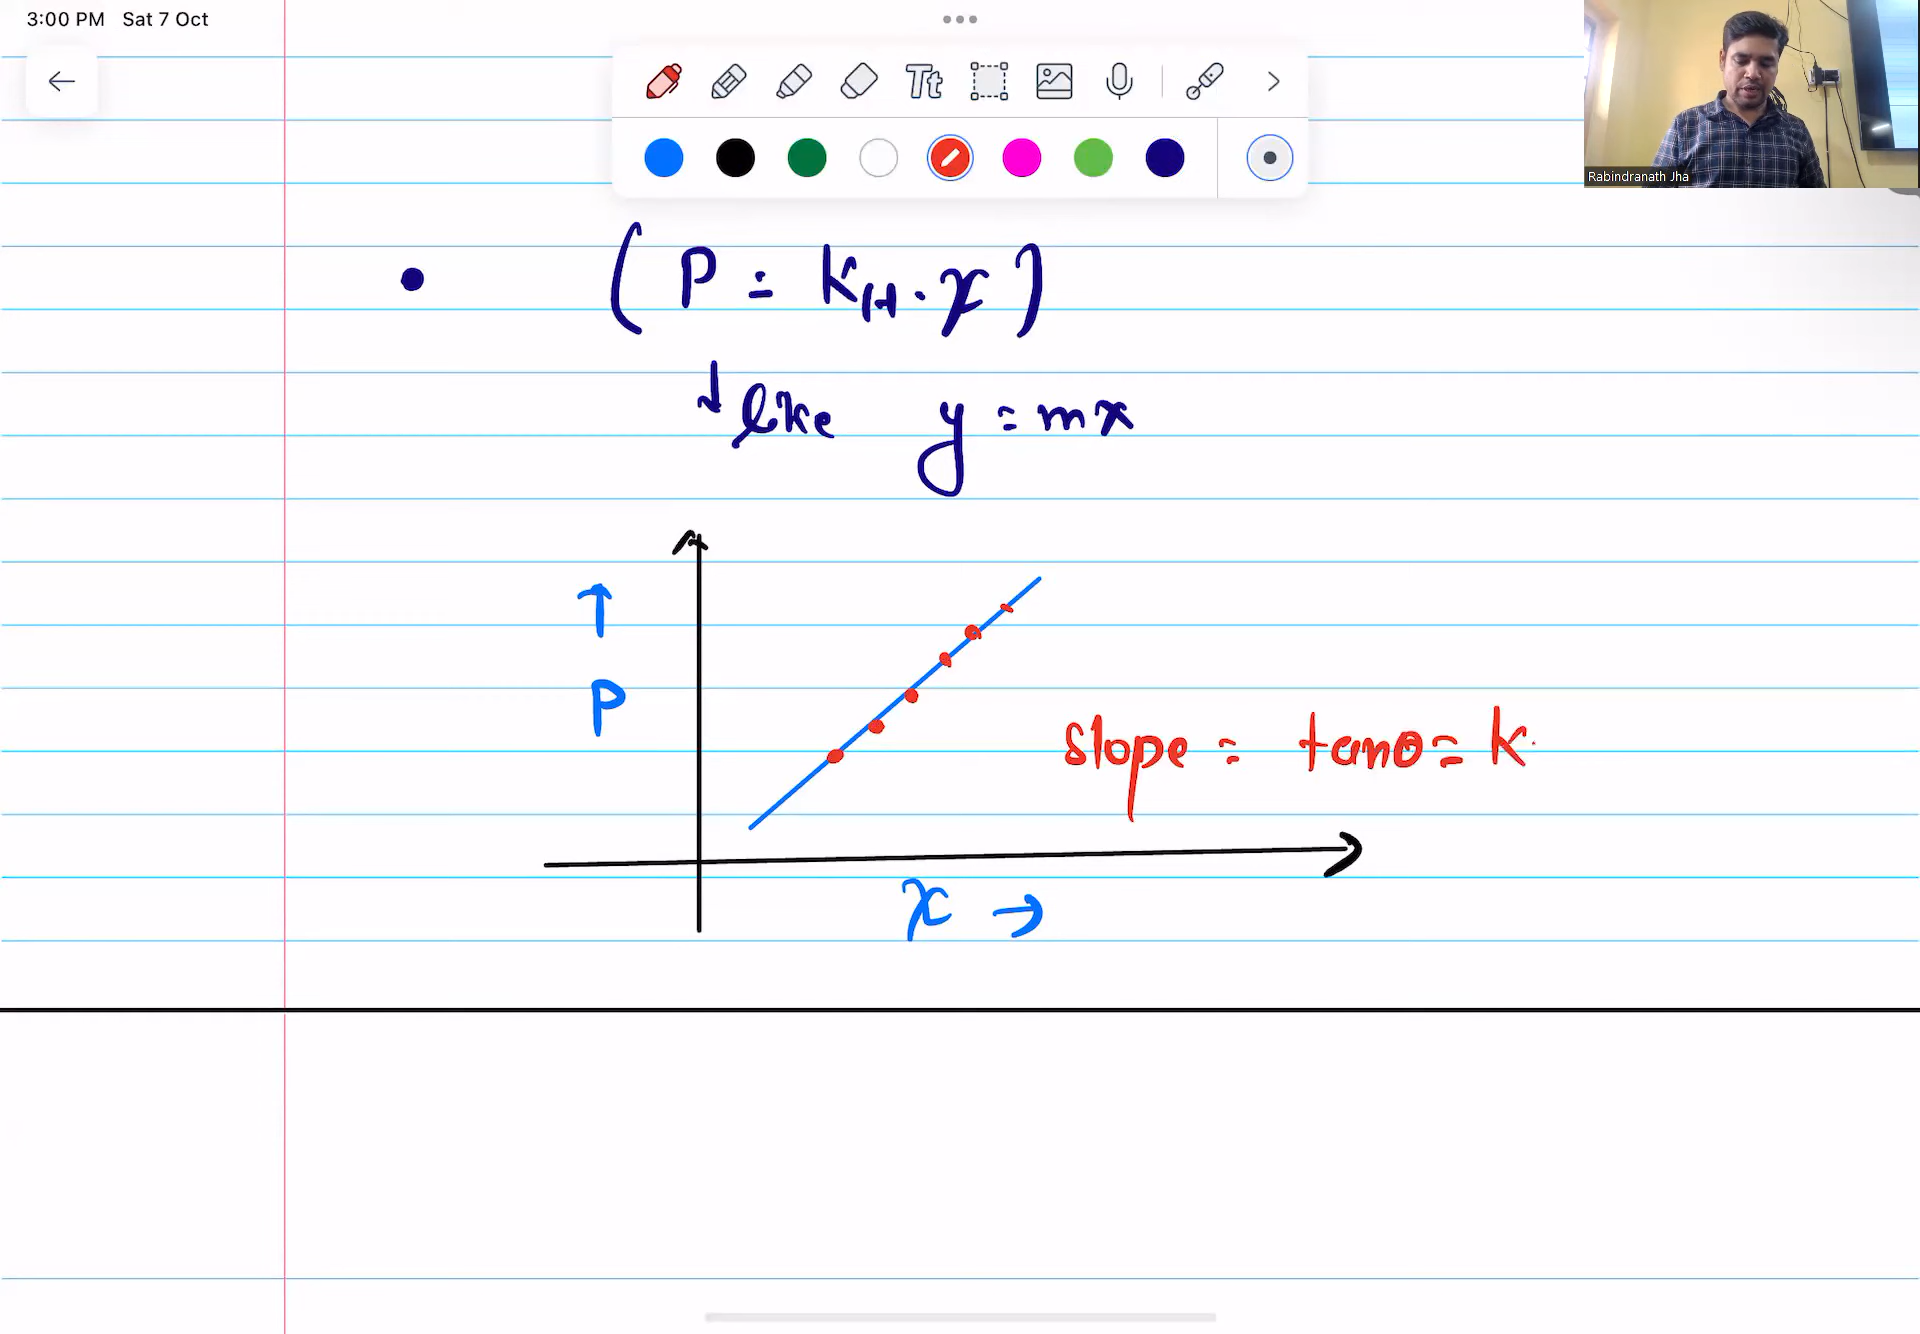 3:00 PM Sat 7 Oct
Tt
Rabindranath Jha
( P = KH . x )
↓ like y = mx
↑
P
slope = tanθ = K
x →